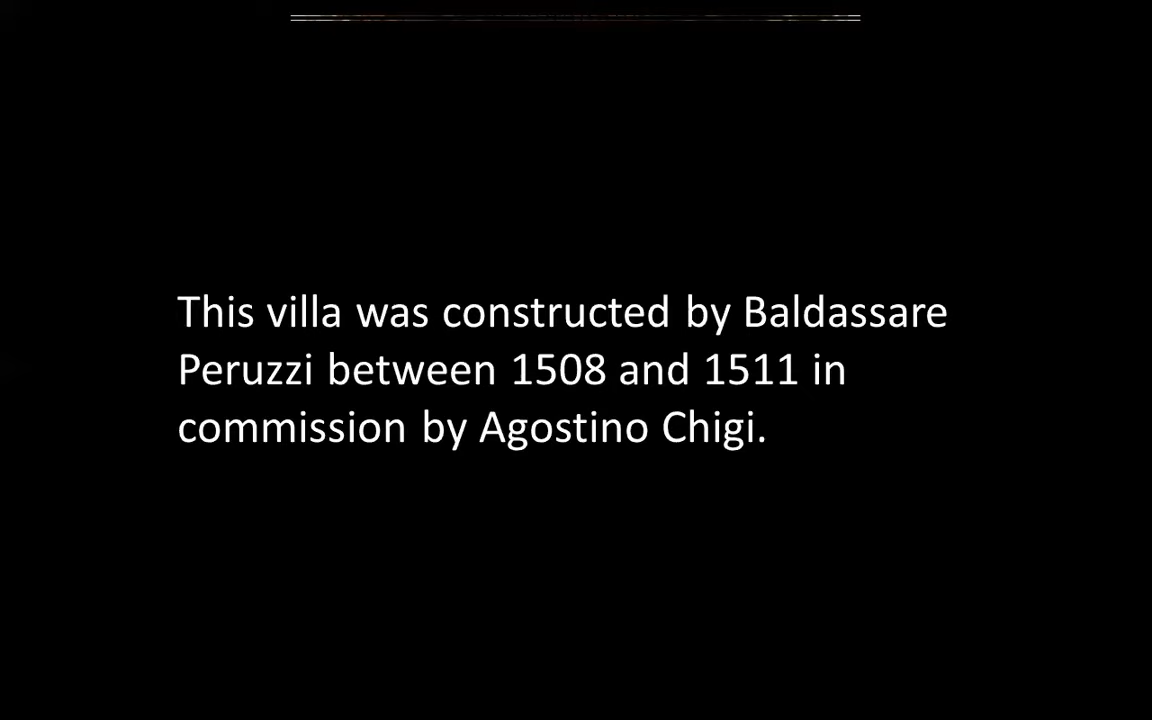 This villa was constructed by Baldassare
Peruzzi between 1508 and 1511 in
commission by Agostino Chigi.